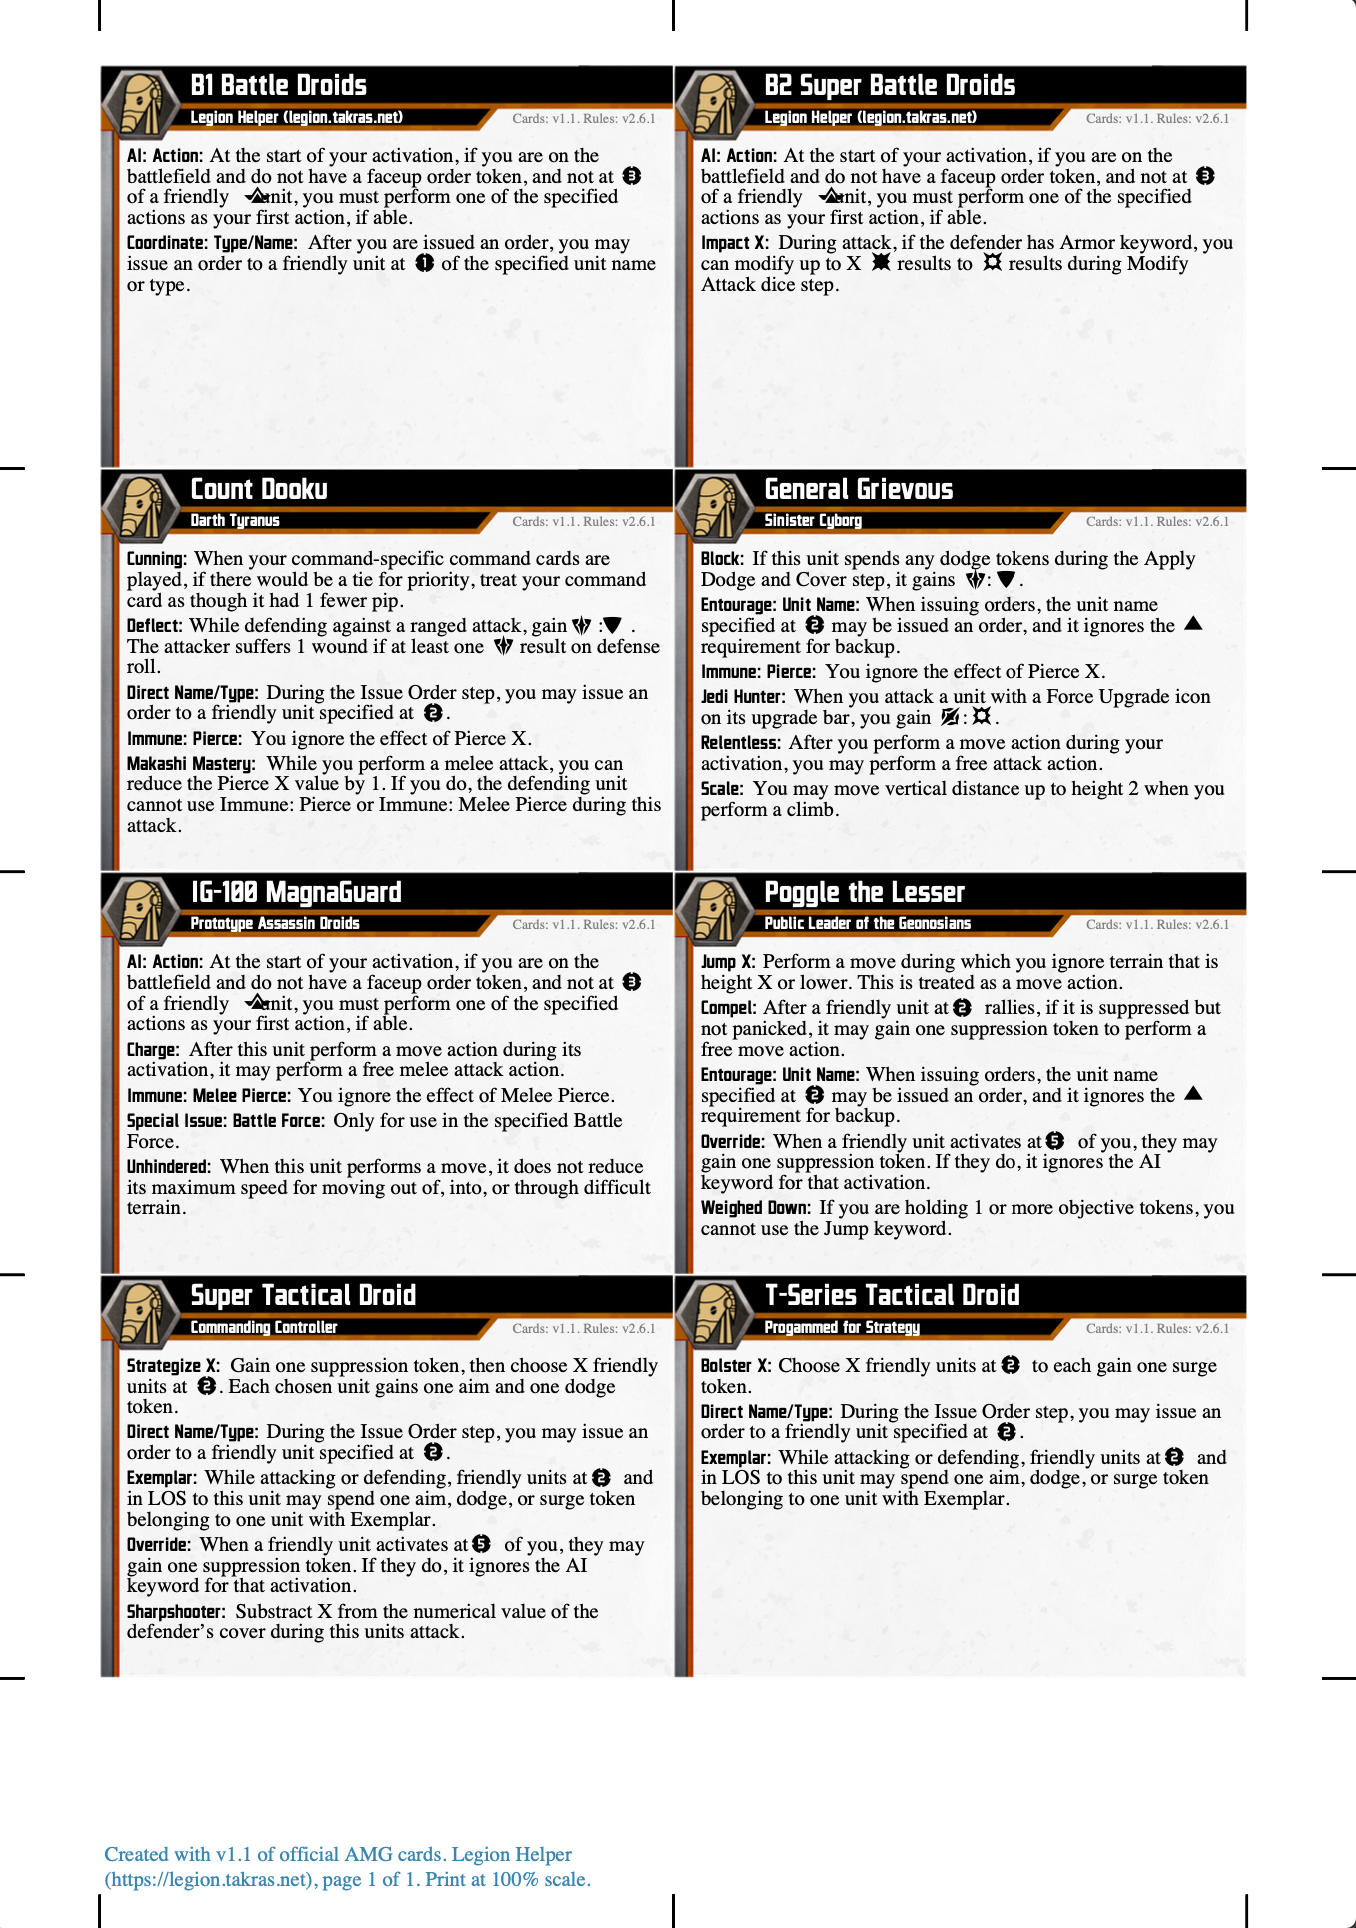 B1 Battle Droids
Legion Helper (legion.takras.net)
Cards: v1.1. Rules: v2.6.1
AI: Action: At the start of your activation, if you are on the
battlefield and do not have a faceup order token, and not at 3
of a friendly nit, you must perform one of the specified
actions as your first action, if able.
Coordinate: Type/Name: After you are issued an order, you may
issue an order to a friendly unit at 1 of the specified unit name
or type.
B2 Super Battle Droids
Legion Helper (legion.takras.net)
Cards: v1.1. Rules: v2.6.1
AI: Action: At the start of your activation, if you are on the
battlefield and do not have a faceup order token, and not at 3
of a friendly nit, you must perform one of the specified
actions as your first action, if able.
Impact X: During attack, if the defender has Armor keyword, you
can modify up to X results to results during Modify
Attack dice step.
Count Dooku
Darth Tyranus
Cards: v1.1. Rules: v2.6.1
Cunning: When your command-specific command cards are
played, if there would be a tie for priority, treat your command
card as though it had 1 fewer pip.
Deflect: While defending against a ranged attack, gain : .
The attacker suffers 1 wound if at least one result on defense
roll.
Direct Name/Type: During the Issue Order step, you may issue an
order to a friendly unit specified at 2.
Immune: Pierce: You ignore the effect of Pierce X.
Makashi Mastery: While you perform a melee attack, you can
reduce the Pierce X value by 1. If you do, the defending unit
cannot use Immune: Pierce or Immune: Melee Pierce during this
attack.
General Grievous
Sinister Cyborg
Cards: v1.1. Rules: v2.6.1
Block: If this unit spends any dodge tokens during the Apply
Dodge and Cover step, it gains : .
Entourage: Unit Name: When issuing orders, the unit name
specified at 2 may be issued an order, and it ignores the
requirement for backup.
Immune: Pierce: You ignore the effect of Pierce X.
Jedi Hunter: When you attack a unit with a Force Upgrade icon
on its upgrade bar, you gain : .
Relentless: After you perform a move action during your
activation, you may perform a free attack action.
Scale: You may move vertical distance up to height 2 when you
perform a climb.
IG-100 MagnaGuard
Prototype Assassin Droids
Cards: v1.1. Rules: v2.6.1
AI: Action: At the start of your activation, if you are on the
battlefield and do not have a faceup order token, and not at 3
of a friendly nit, you must perform one of the specified
actions as your first action, if able.
Charge: After this unit perform a move action during its
activation, it may perform a free melee attack action.
Immune: Melee Pierce: You ignore the effect of Melee Pierce.
Special Issue: Battle Force: Only for use in the specified Battle
Force.
Unhindered: When this unit performs a move, it does not reduce
its maximum speed for moving out of, into, or through difficult
terrain.
Poggle the Lesser
Public Leader of the Geonosians
Cards: v1.1. Rules: v2.6.1
Jump X: Perform a move during which you ignore terrain that is
height X or lower. This is treated as a move action.
Compel: After a friendly unit at 2 rallies, if it is suppressed but
not panicked, it may gain one suppression token to perform a
free move action.
Entourage: Unit Name: When issuing orders, the unit name
specified at 2 may be issued an order, and it ignores the
requirement for backup.
Override: When a friendly unit activates at 5 of you, they may
gain one suppression token. If they do, it ignores the AI
keyword for that activation.
Weighed Down: If you are holding 1 or more objective tokens, you
cannot use the Jump keyword.
Super Tactical Droid
Commanding Controller
Cards: v1.1. Rules: v2.6.1
Strategize X: Gain one suppression token, then choose X friendly
units at 2. Each chosen unit gains one aim and one dodge
token.
Direct Name/Type: During the Issue Order step, you may issue an
order to a friendly unit specified at 2.
Exemplar: While attacking or defending, friendly units at 2 and
in LOS to this unit may spend one aim, dodge, or surge token
belonging to one unit with Exemplar.
Override: When a friendly unit activates at 5 of you, they may
gain one suppression token. If they do, it ignores the AI
keyword for that activation.
Sharpshooter: Substract X from the numerical value of the
defender's cover during this units attack.
T-Series Tactical Droid
Progammed for Strategy
Cards: v1.1. Rules: v2.6.1
Bolster X: Choose X friendly units at 2 to each gain one surge
token.
Direct Name/Type: During the Issue Order step, you may issue an
order to a friendly unit specified at 2.
Exemplar: While attacking or defending, friendly units at 2 and
in LOS to this unit may spend one aim, dodge, or surge token
belonging to one unit with Exemplar.
Created with v1.1 of official AMG cards. Legion Helper
(https://legion.takras.net), page 1 of 1. Print at 100% scale.